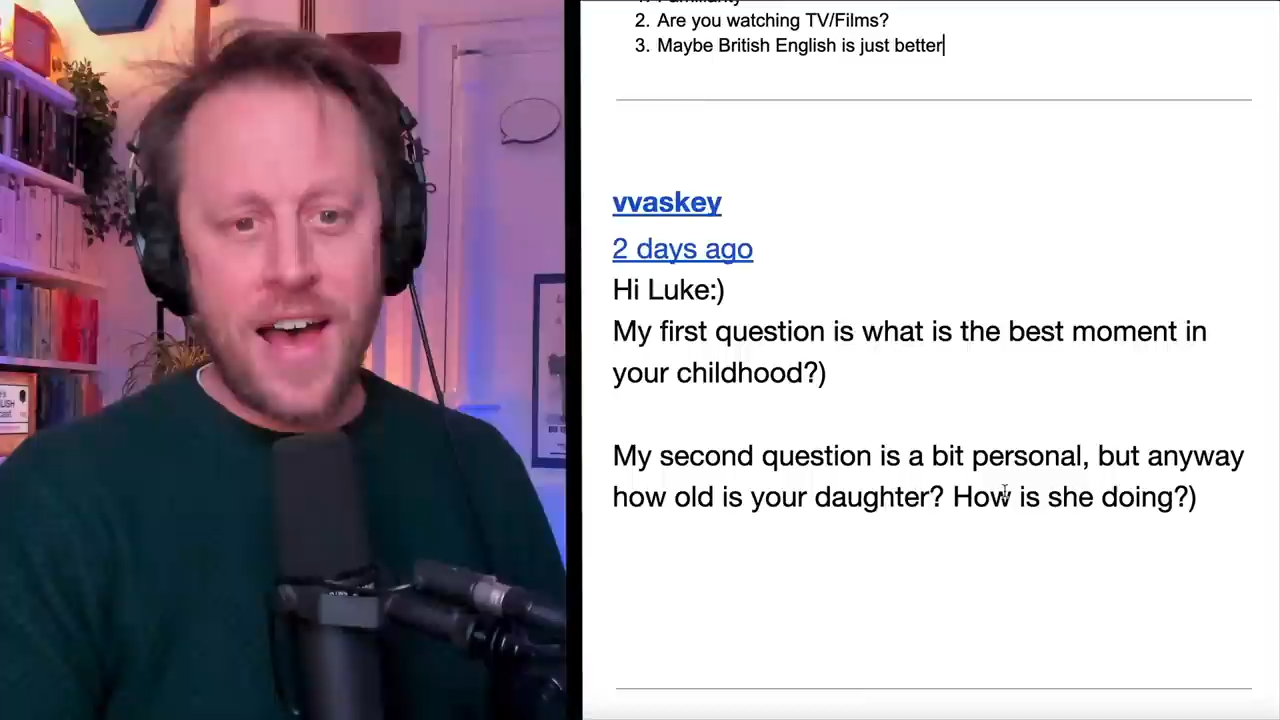 2. Are you watching TV/Films?
3. Maybe British English is just better
vvaskey
2 days ago
Hi Luke:)
My first question is what is the best moment in
your childhood?)
My second question is a bit personal, but anyway
how old is your daughter? How is she doing?)